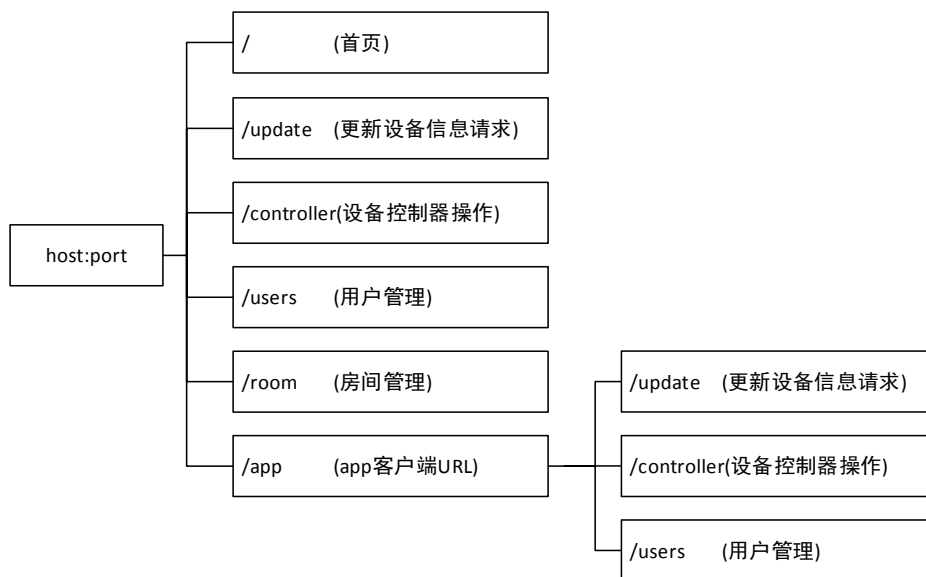 / (首页)
/update (更新设备信息请求)
/controller(设备控制器操作)
host:port
/users (用户管理)
/room (房间管理)
/app (app客户端URL)
/update (更新设备信息请求)
/controller(设备控制器操作)
/users (用户管理)